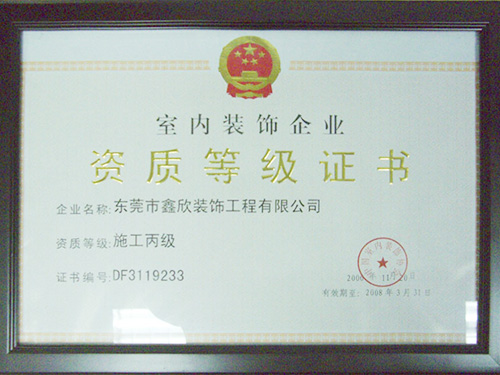 室内装饰企业
资质等级证书
企业名称:东莞市鑫欣装饰工程有限公司
资质等级:施工丙级
证书编号:DF3119233
有效期至:2008年3月31日